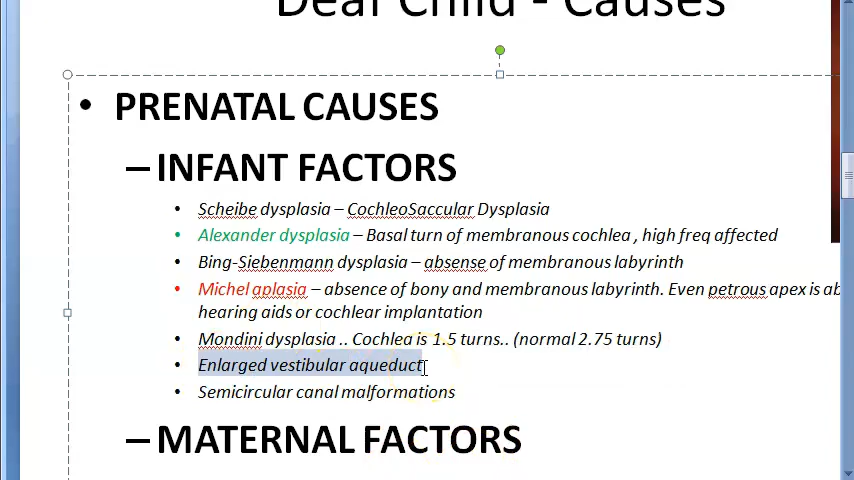 Deaf Child - Causes
• PRENATAL CAUSES
– INFANT FACTORS
• Scheibe dysplasia – CochleoSaccular Dysplasia
• Alexander dysplasia – Basal turn of membranous cochlea , high freq affected
• Bing-Siebenmann dysplasia – absense of membranous labyrinth
• Michel aplasia – absence of bony and membranous labyrinth. Even petrous apex is ab
hearing aids or cochlear implantation
• Mondini dysplasia .. Cochlea is 1.5 turns.. (normal 2.75 turns)
• Enlarged vestibular aqueduct
• Semicircular canal malformations
– MATERNAL FACTORS